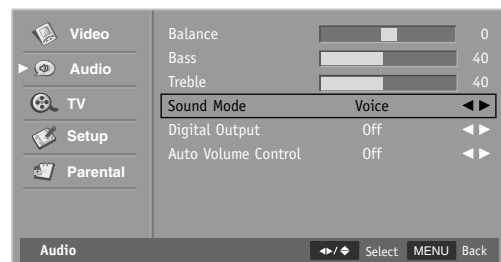 Video
Audio
TV
Setup
Parental
Balance 0
Bass 40
Treble 40
Sound Mode Voice
Digital Output Off
Auto Volume Control Off
Audio Select MENU Back